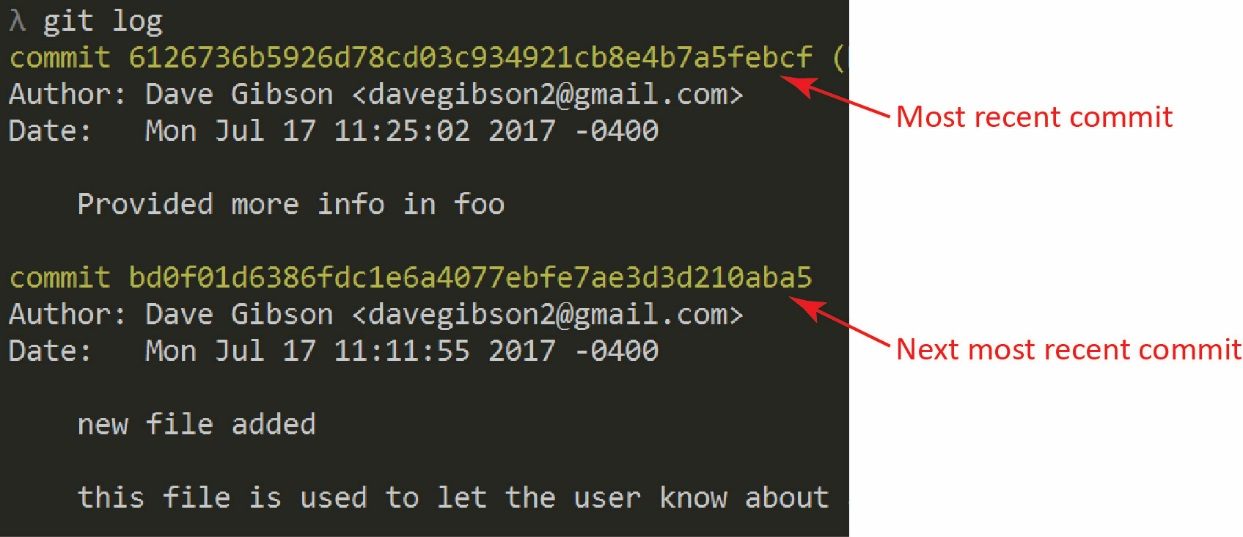 λ git log
commit 6126736b5926d78cd03c934921cb8e4b7a5febcf (
Author: Dave Gibson <davegibson2@gmail.com>
Most recent commit
Date:   Mon Jul 17 11:25:02 2017 -0400
Provided more info in foo
commit bd0f01d6386fdc1e6a4077ebfe7ae3d3d210aba5
Author: Dave Gibson <davegibson2@gmail.com>
Next most recent commit
Date:   Mon Jul 17 11:11:55 2017 -0400
new file added
this file is used to let the user know about